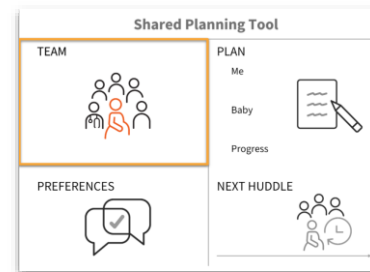 Shared Planning Tool
TEAM
PLAN
Me
Baby
Progress
PREFERENCES
NEXT HUDDLE